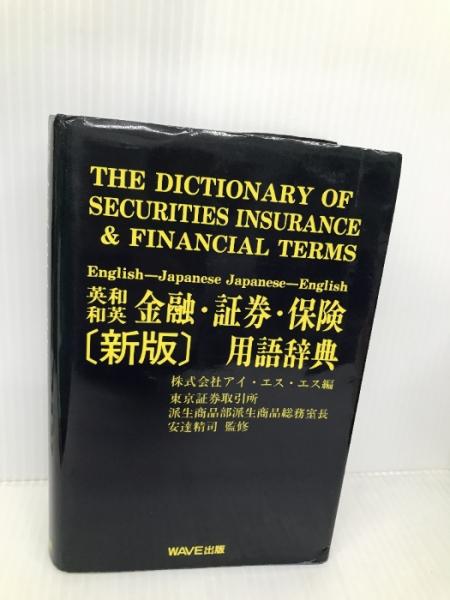 THE DICTIONARY OF
SECURITIES INSURANCE
& FINANCIAL TERMS
English—Japanese Japanese—English
英和
和英 金融・証券・保険
〔新版〕 用語辞典
株式会社アイ・エス・エス編
東京証券取引所
派生商品部派生商品総務室長
安達精司 監修
WAVE出版